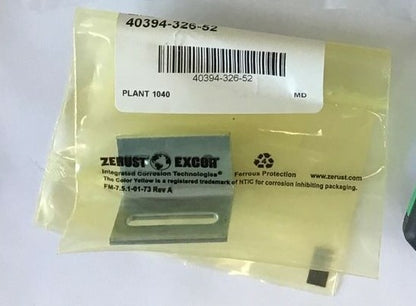 40394-326-52
40394-326-52
PLANT 1040 MD
ZERUST EXCOR
Integrated Corrosion Technologies® Ferrous Protection www.zerust.com
The Color Yellow is a registered trademark of NTIC for corrosion inhibiting packaging.
FM-7.5.1-01-73 Rev A